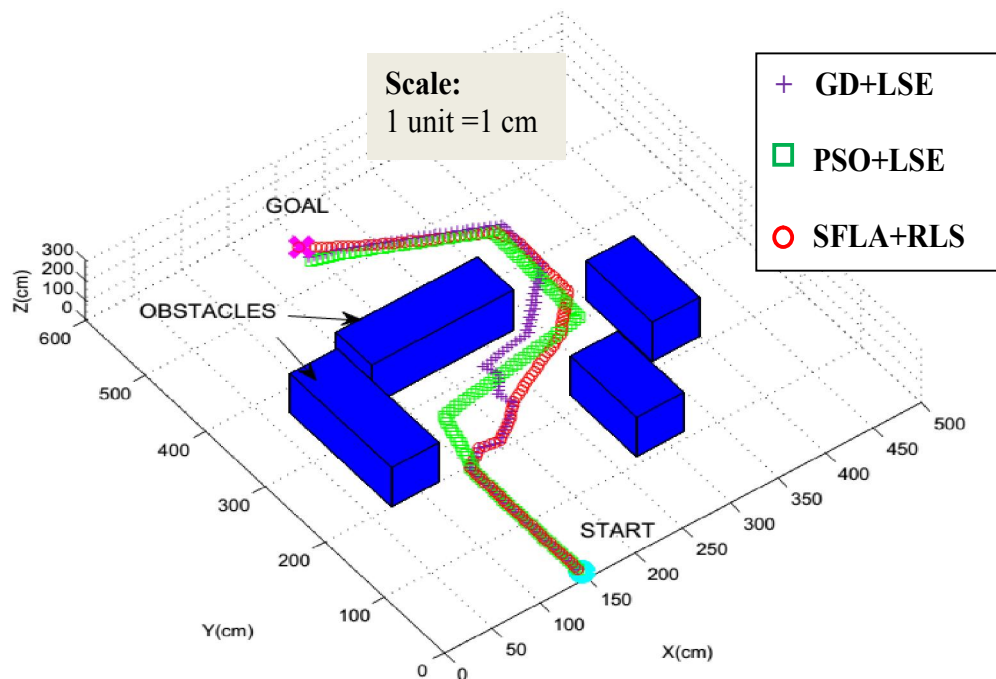 Scale:
1 unit =1 cm
GD+LSE
PSO+LSE
SFLA+RLS
GOAL
OBSTACLES
START
Z(cm)
300
200
100
0
Y(cm)
600
500
400
300
200
100
0
X(cm)
0
50
100
150
200
250
300
350
400
450
500